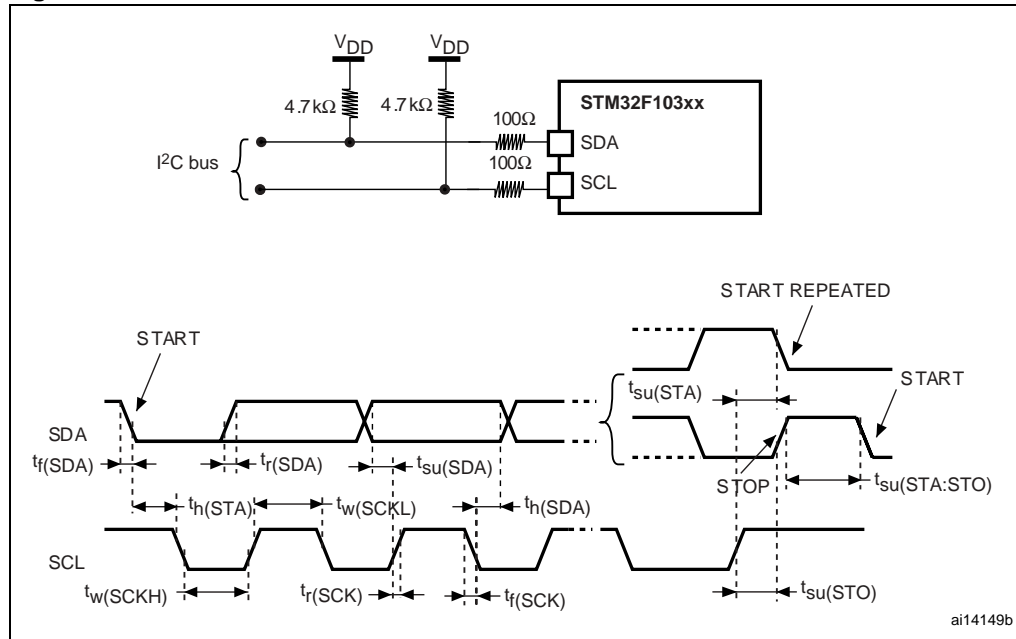 VDD VDD
4.7kΩ 4.7kΩ
STM32F103xx
100Ω
SDA
I²C bus
100Ω
SCL
START REPEATED
START
START
tsu(STA)
SDA
tf(SDA) tr(SDA) tsu(SDA)
STOP
tsu(STA:STO)
th(STA) tw(SCKL) th(SDA)
SCL
tw(SCKH) tr(SCK) tf(SCK) tsu(STO)
ai14149b